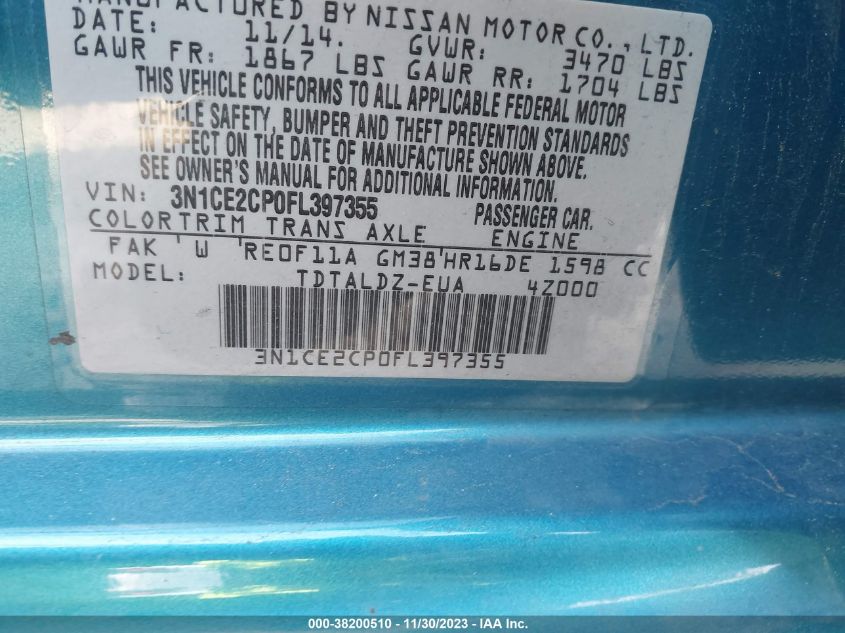 MANUFACTURED BY NISSAN MOTOR CO., LTD.
DATE: 11/14. GVWR: 3470 LBS
GAWR FR: 1867 LBS GAWR RR: 1704 LBS
THIS VEHICLE CONFORMS TO ALL APPLICABLE FEDERAL MOTOR
VEHICLE SAFETY, BUMPER AND THEFT PREVENTION STANDARDS
IN EFFECT ON THE DATE OF MANUFACTURE SHOWN ABOVE.
SEE OWNER'S MANUAL FOR ADDITIONAL INFORMATION.
VIN: 3N1CE2CP0FL397355 PASSENGER CAR.
COLORTRIM TRANS AXLE ENGINE
FAK 'W 'RE0F11A GM38'HR16DE 1598 CC
MODEL: TDTALDZ-EUA 4Z000
3N1CE2CP0FL397355
000-38200510 - 11/30/2023 - IAA Inc.